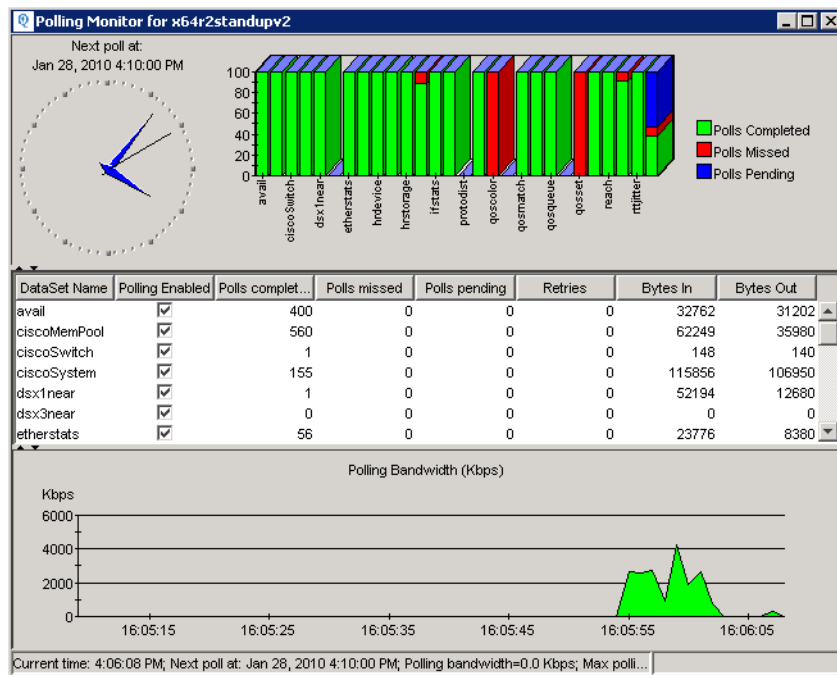 Polling Monitor for x64r2standupv2
Next poll at:
Jan 28, 2010 4:10:00 PM
100
80
60
40
20
0
avail
ciscoSwitch
dsx1near
etherstats
hrdevice
hrstorage
ifstats
protodist
qoscolor
qosmatch
qosqueue
qosset
reach
rttjitter
Polls Completed
Polls Missed
Polls Pending
DataSet Name Polling Enabled Polls complet... Polls missed Polls pending Retries Bytes In Bytes Out
avail 400 0 0 0 32762 31202
ciscoMemPool 560 0 0 0 62249 35980
ciscoSwitch 1 0 0 0 148 140
ciscoSystem 155 0 0 0 115856 106950
dsx1near 1 0 0 0 52194 12680
dsx3near 0 0 0 0 0 0
etherstats 56 0 0 0 23776 8380
Polling Bandwidth (Kbps)
Kbps
6000
4000
2000
0
16:05:15 16:05:25 16:05:35 16:05:45 16:05:55 16:06:05
Current time: 4:06:08 PM; Next poll at: Jan 28, 2010 4:10:00 PM; Polling bandwidth=0.0 Kbps; Max polli...